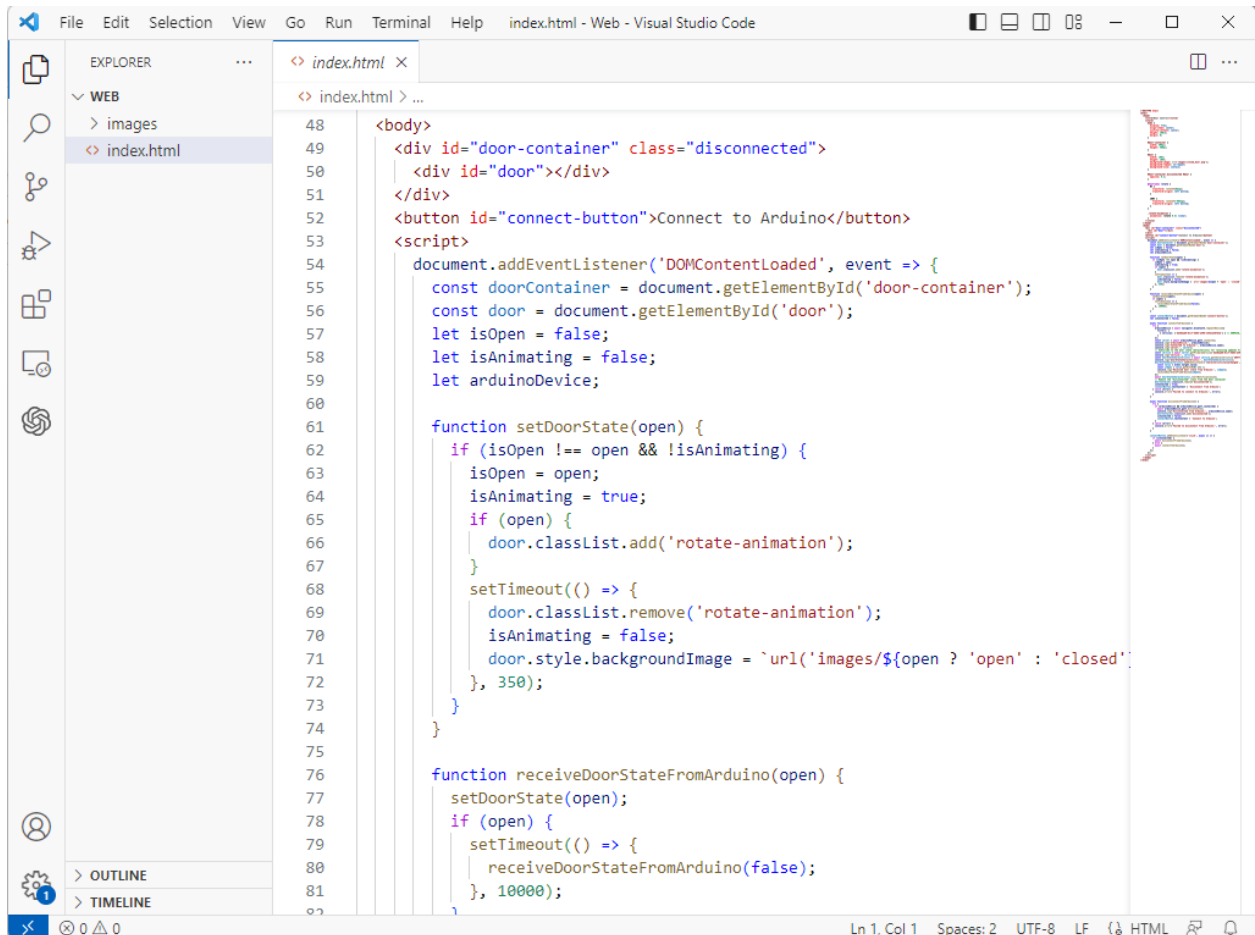 File Edit Selection View Go Run Terminal Help index.html - Web - Visual Studio Code
EXPLORER ...
WEB
> images
<> index.html
OUTLINE
TIMELINE
<> index.html ×
<> index.html > ...
48 <body>
49 <div id="door-container" class="disconnected">
50 <div id="door"></div>
51 </div>
52 <button id="connect-button">Connect to Arduino</button>
53 <script>
54 document.addEventListener('DOMContentLoaded', event => {
55 const doorContainer = document.getElementById('door-container');
56 const door = document.getElementById('door');
57 let isOpen = false;
58 let isAnimating = false;
59 let arduinoDevice;
60
61 function setDoorState(open) {
62 if (isOpen !== open && !isAnimating) {
63 isOpen = open;
64 isAnimating = true;
65 if (open) {
66 door.classList.add('rotate-animation');
67 }
68 setTimeout(() => {
69 door.classList.remove('rotate-animation');
70 isAnimating = false;
71 door.style.backgroundImage = `url('images/${open ? 'open' : 'closed'}
72 }, 350);
73 }
74 }
75
76 function receiveDoorStateFromArduino(open) {
77 setDoorState(open);
78 if (open) {
79 setTimeout(() => {
80 receiveDoorStateFromArduino(false);
81 }, 10000);
82 }
1
0 0 Ln 1, Col 1 Spaces: 2 UTF-8 LF HTML